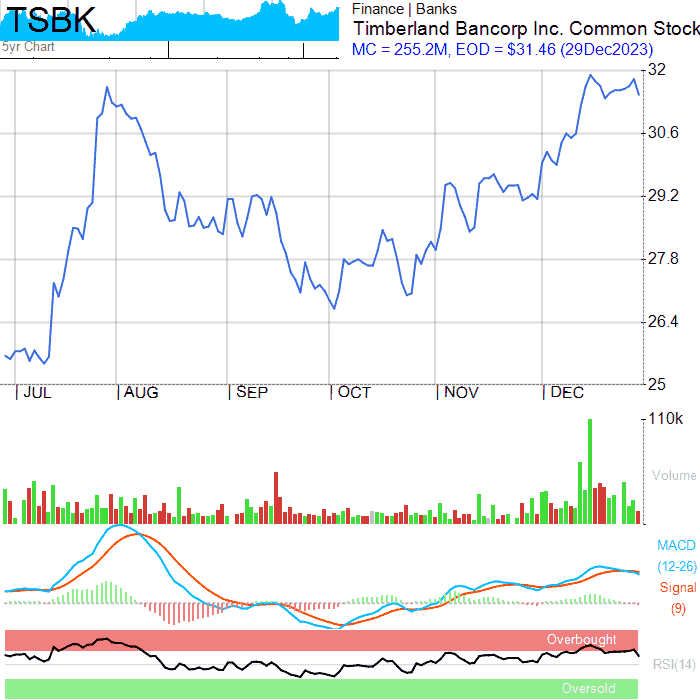 TSBK
5yr Chart
Finance | Banks
Timberland Bancorp Inc. Common Stock
MC = 255.2M, EOD = $31.46 (29Dec2023)
32
30.6
29.2
27.8
26.4
25
JUL AUG SEP OCT NOV DEC
110k
Volume
MACD
(12-26)
Signal
(9)
Overbought
RSI(14)
Oversold